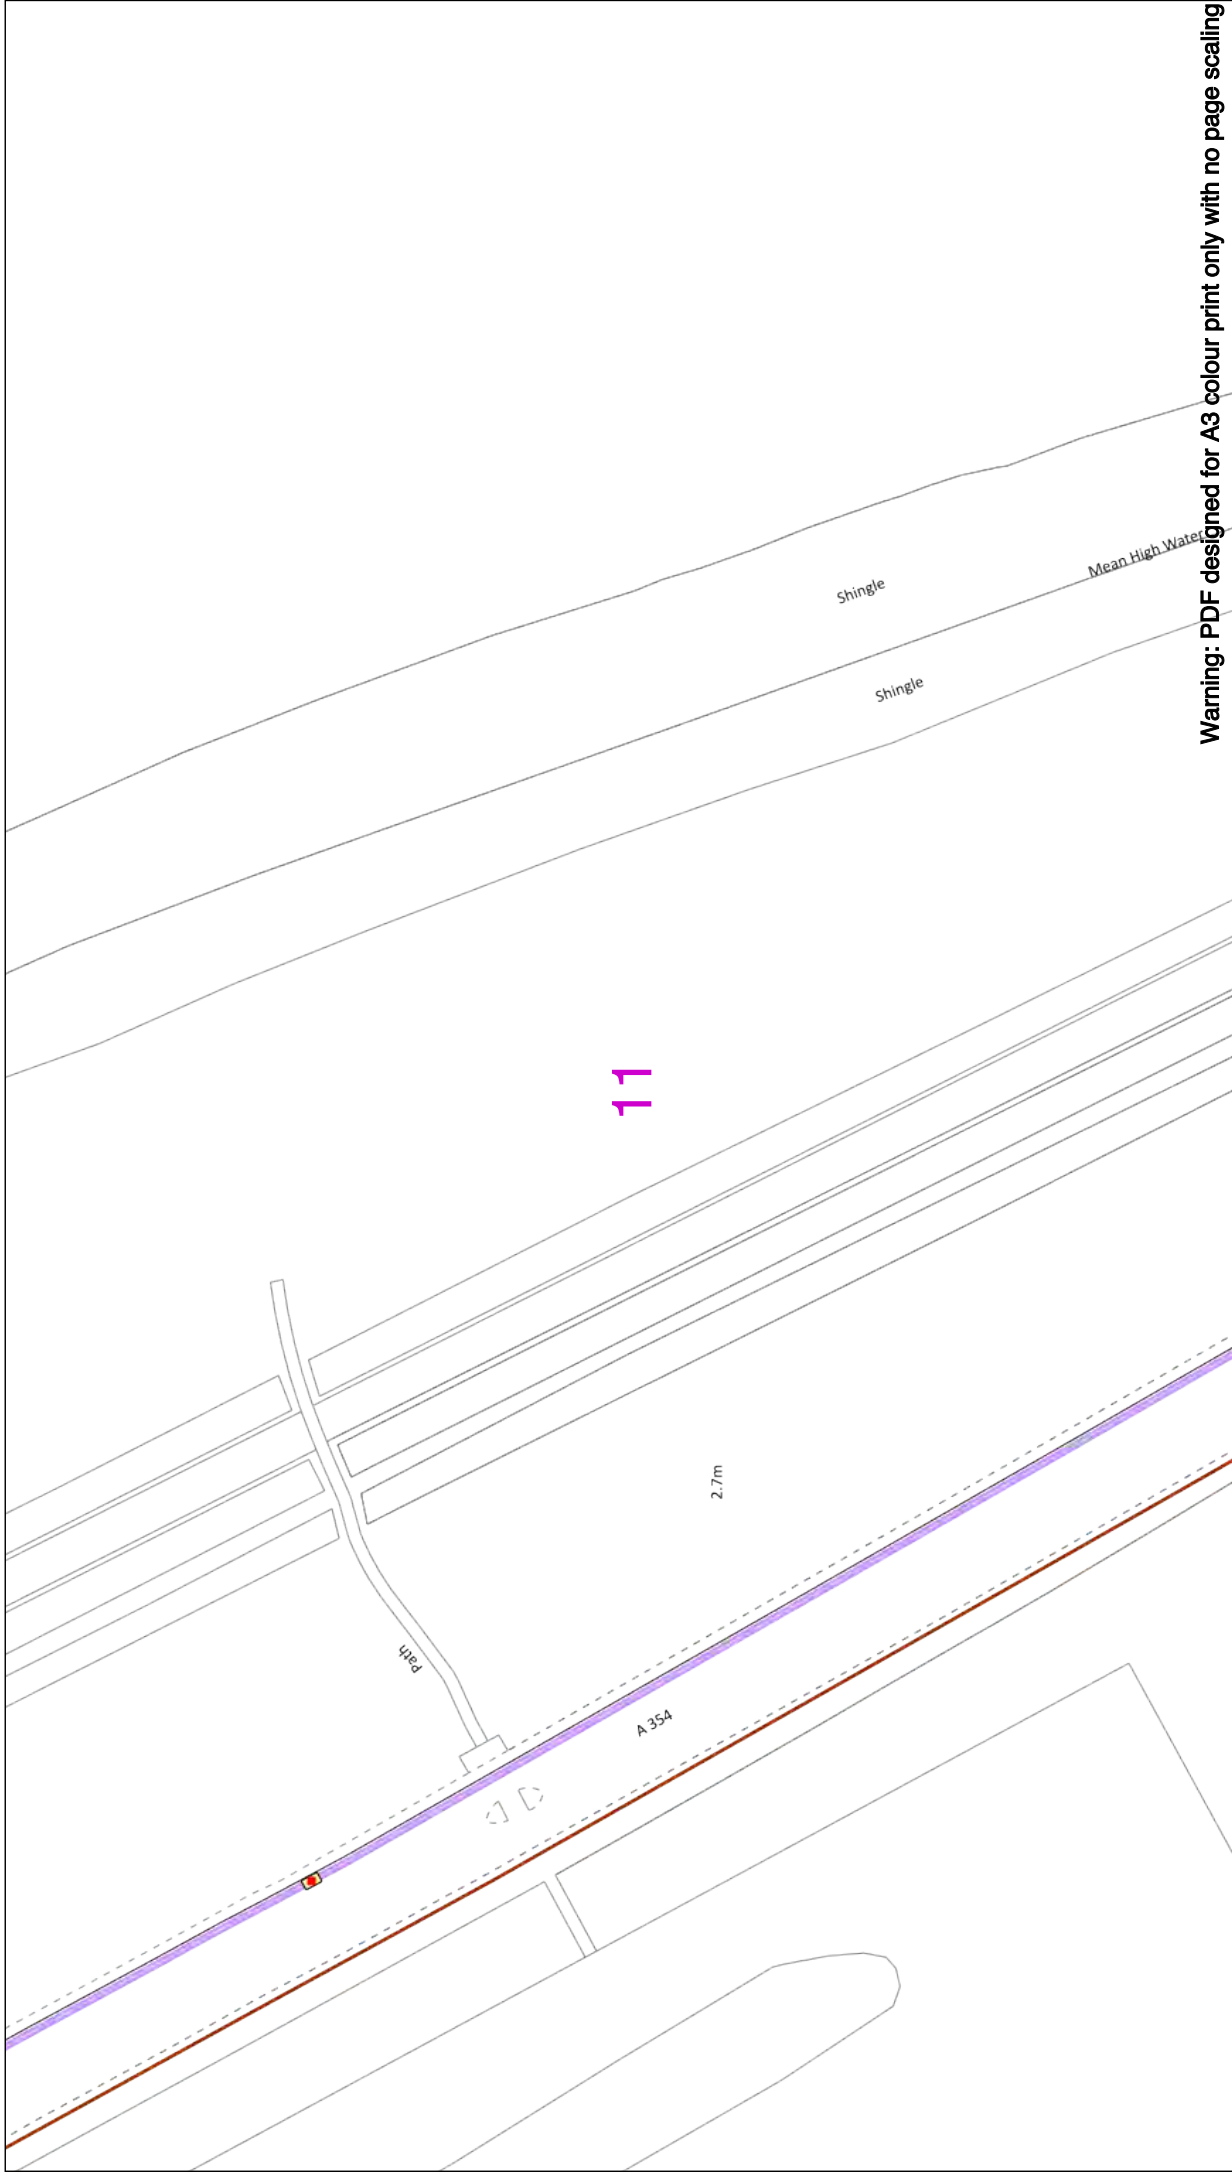 Warning: PDF designed for A3 colour print only with no page scaling
Shingle
Mean High Water
Shingle
11
2.7m
Path
A 354